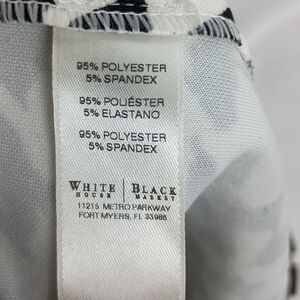 95% POLYESTER
5% SPANDEX
95% POLIÉSTER
5% ELASTANO
95% POLYESTER
5% SPANDEX
WHITE | BLACK
HOUSE | MARKET
11215 METRO PARKWAY
FORT MYERS, FL 33966